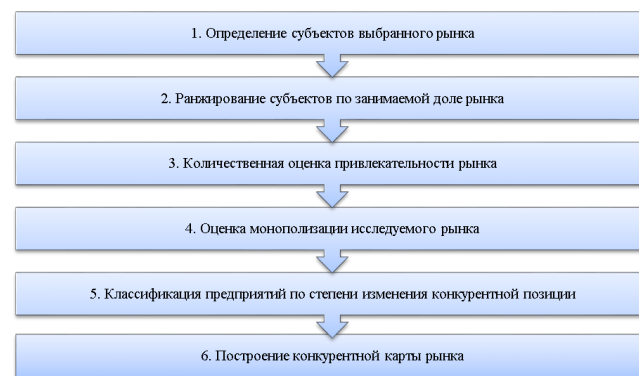 1. Определение субъектов выбранного рынка
2. Ранжирование субъектов по занимаемой доле рынка
3. Количественная оценка привлекательности рынка
4. Оценка монополизации исследуемого рынка
5. Классификация предприятий по степени изменения конкурентной позиции
6. Построение конкурентной карты рынка